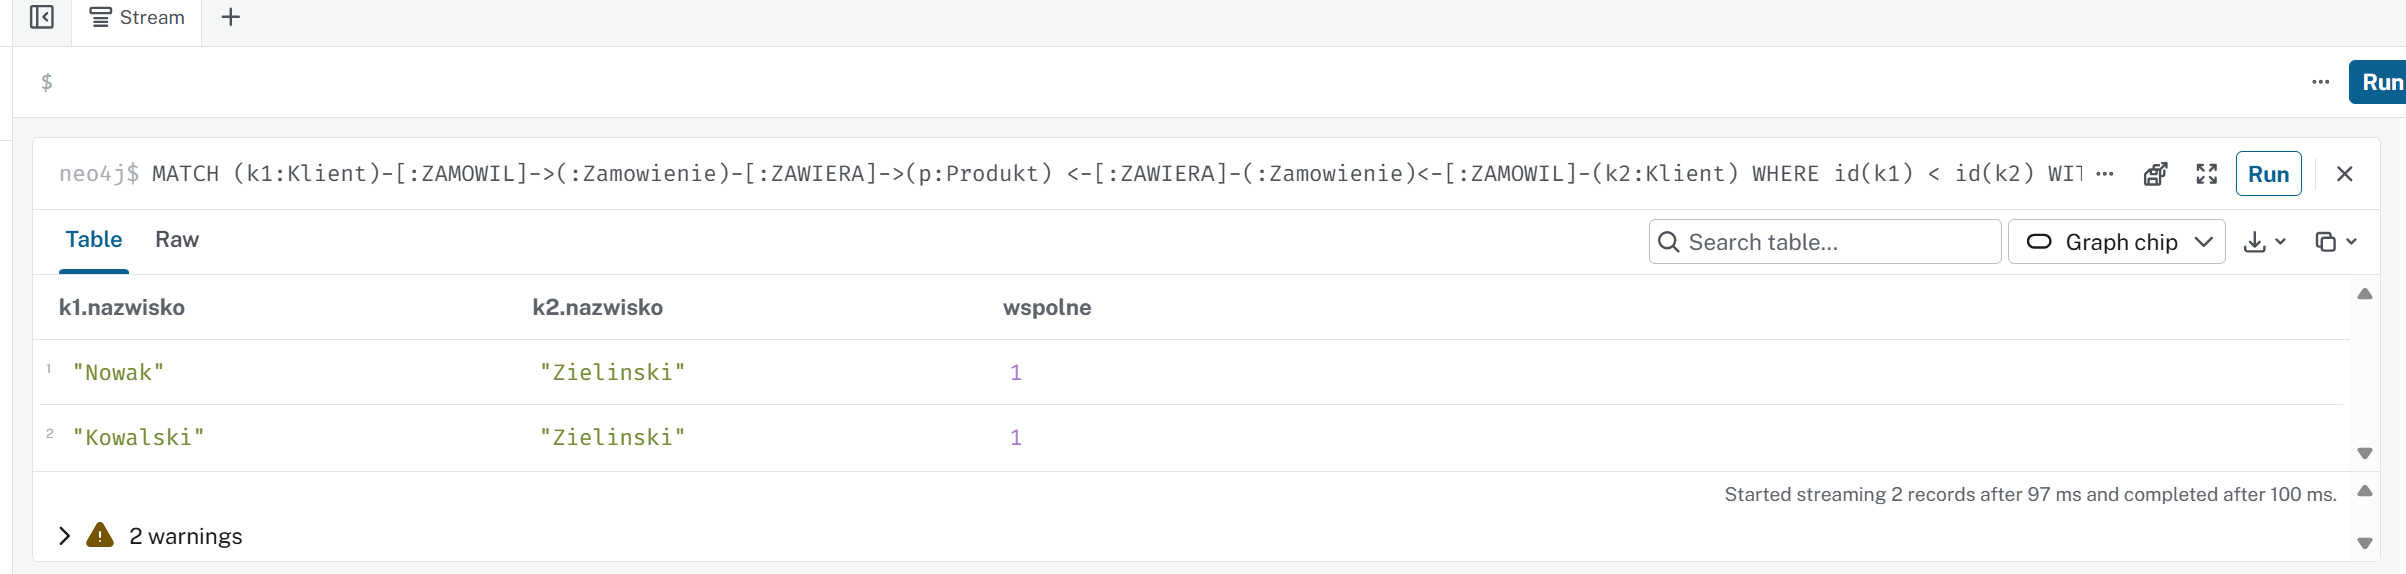 Stream
$
Run
neo4j$ MATCH (k1:Klient)-[:ZAMOWIL]->(:Zamowienie)-[:ZAWIERA]->(p:Produkt) <-[:ZAWIERA]-(:Zamowienie)<-[:ZAMOWIL]-(k2:Klient) WHERE id(k1) < id(k2) WIT
Run
Table Raw
Search table...
Graph chip
k1.nazwisko k2.nazwisko wspolne
1 "Nowak" "Zielinski" 1
2 "Kowalski" "Zielinski" 1
Started streaming 2 records after 97 ms and completed after 100 ms.
2 warnings